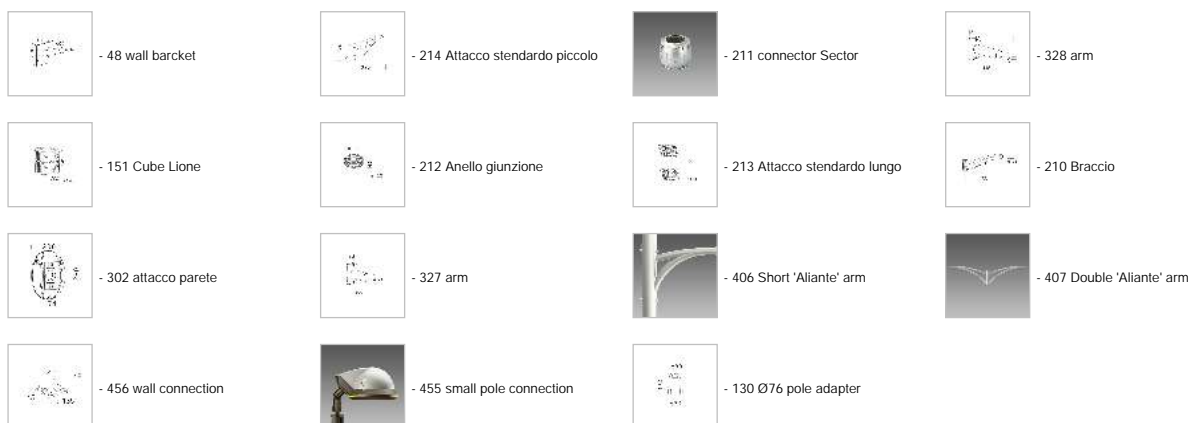 - 48 wall barcket
- 214 Attacco stendardo piccolo
- 211 connector Sector
- 328 arm
- 151 Cube Lione
- 212 Anello giunzione
- 213 Attacco stendardo lungo
- 210 Braccio
- 302 attacco parete
- 327 arm
- 406 Short 'Aliante' arm
- 407 Double 'Aliante' arm
- 456 wall connection
- 455 small pole connection
- 130 Ø76 pole adapter